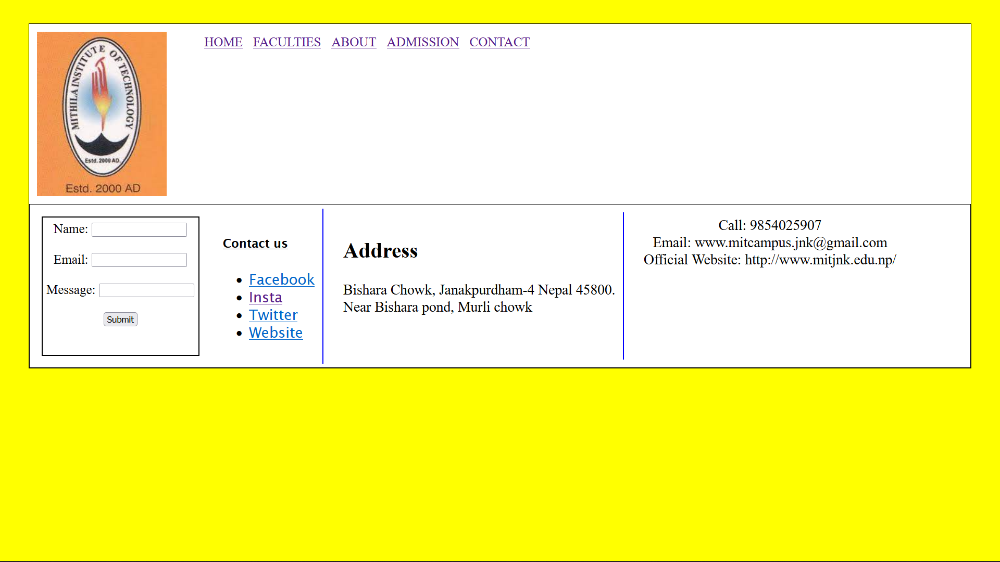 MITHILA INSTITUTE OF TECHNOLOGY
Estd. 2000 AD.
Estd. 2000 AD
HOME FACULTIES ABOUT ADMISSION CONTACT
Name:
Email:
Message:
Submit
Contact us
Facebook
Insta
Twitter
Website
Address
Bishara Chowk, Janakpurdham-4 Nepal 45800.
Near Bishara pond, Murli chowk
Call: 9854025907
Email: www.mitcampus.jnk@gmail.com
Official Website: http://www.mitjnk.edu.np/